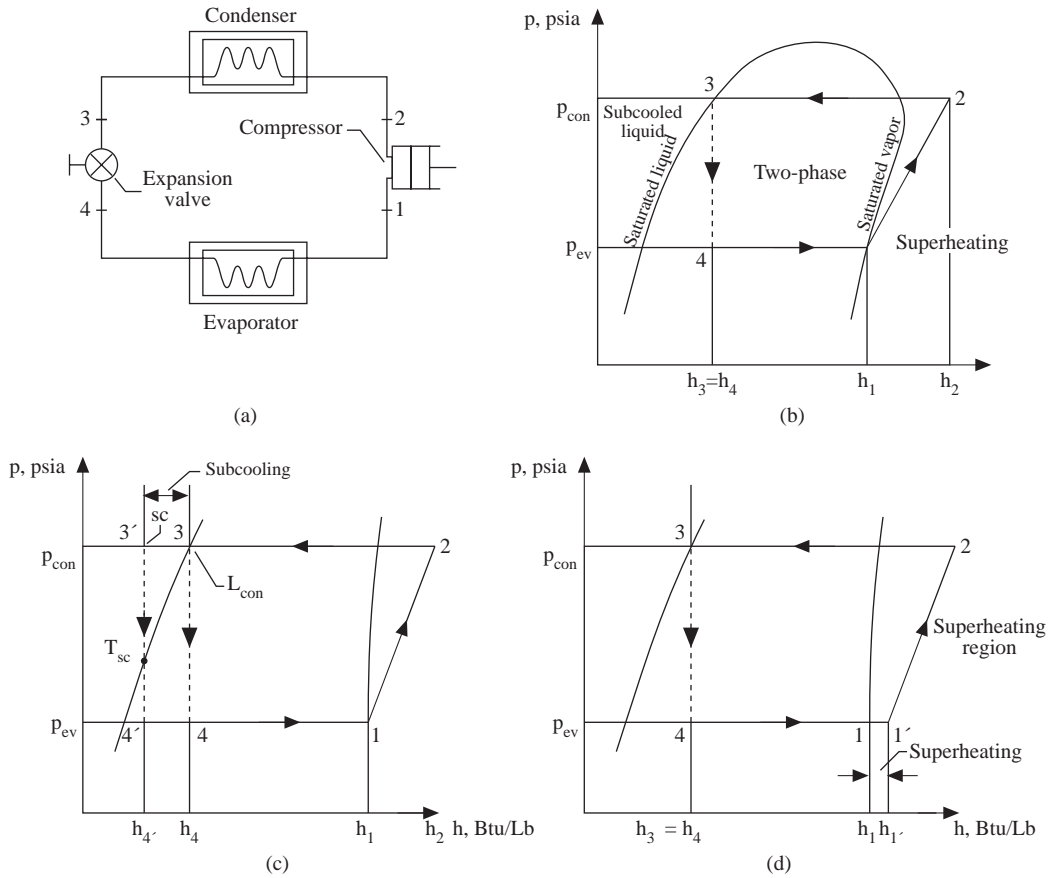 Condenser
3
2
Compressor
Expansion
valve
4
1
Evaporator
(a)
p, psia
3
2
p_con
Subcooled
liquid
Saturated liquid
Two-phase
Saturated vapor
Superheating
p_ev
4
h_3=h_4
h_1
h_2
(b)
p, psia
Subcooling
sc
3´
3
2
p_con
L_con
T_sc
p_ev
4´
4
1
h_4´
h_4
h_1
h_2
h, Btu/Lb
(c)
p, psia
3
2
p_con
Superheating
region
p_ev
4
1
1´
Superheating
h_3 = h_4
h_1
h_1´
h, Btu/Lb
(d)